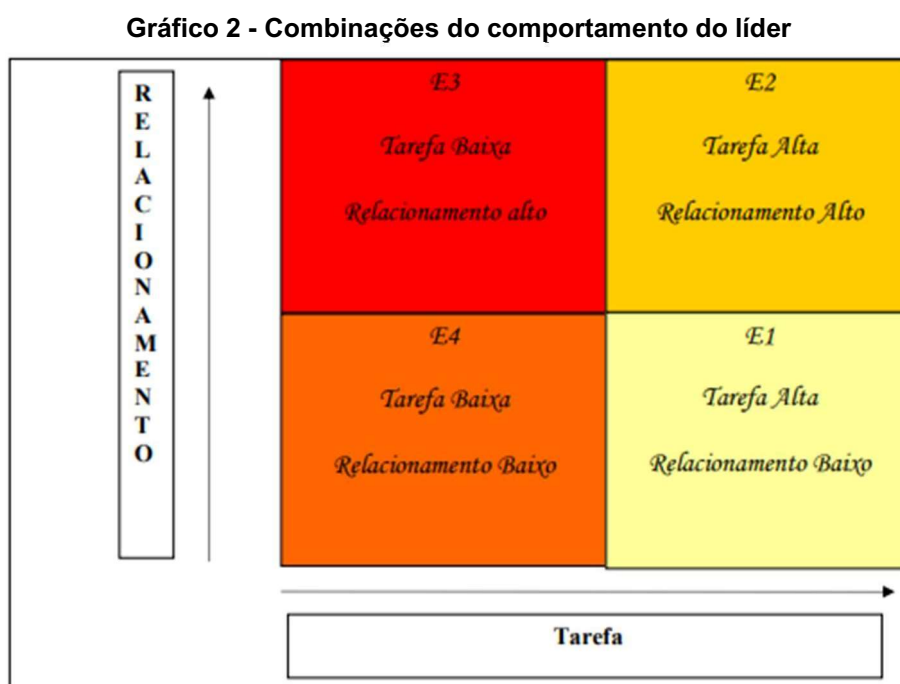 Gráfico 2 - Combinações do comportamento do líder
RELACIONAMENTO
E3
Tarefa Baixa
Relacionamento alto
E2
Tarefa Alta
Relacionamento Alto
E4
Tarefa Baixa
Relacionamento Baixo
E1
Tarefa Alta
Relacionamento Baixo
Tarefa